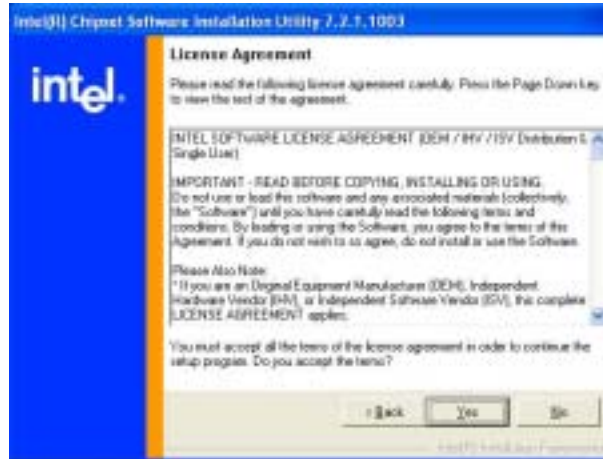 Intel(R) Chipset Software Installation Utility 7.2.1.1003
intel.
License Agreement
Please read the following license agreement carefully. Press the Page Down key
to view the rest of the agreement.
INTEL SOFTWARE LICENSE AGREEMENT (OEM / IHV / ISV Distribution &
Single User)
IMPORTANT - READ BEFORE COPYING, INSTALLING OR USING.
Do not use or load this software and any associated materials (collectively,
the "Software") until you have carefully read the following terms and
conditions. By loading or using the Software, you agree to the terms of this
Agreement. If you do not wish to so agree, do not install or use the Software.
Please Also Note:
* If you are an Original Equipment Manufacturer (OEM), Independent
Hardware Vendor (IHV), or Independent Software Vendor (ISV), this complete
LICENSE AGREEMENT applies;
You must accept all the terms of the license agreement in order to continue the
setup program. Do you accept the terms?
< Back
Yes
No
Intel(R) Installation Framework